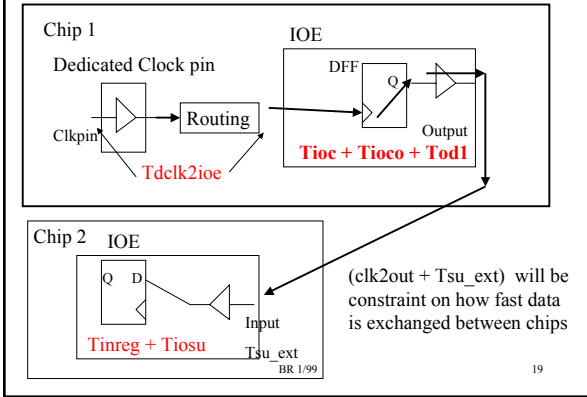 Chip 1
IOE
Dedicated Clock pin
DFF
Q
Clkpin
Routing
Output
Tdclk2ioe
Tioc + Tioco + Tod1
Chip 2
IOE
Q D
Input
Tinreg + Tiosu
Tsu_ext
(clk2out + Tsu_ext) will be
constraint on how fast data
is exchanged between chips
BR 1/99
19